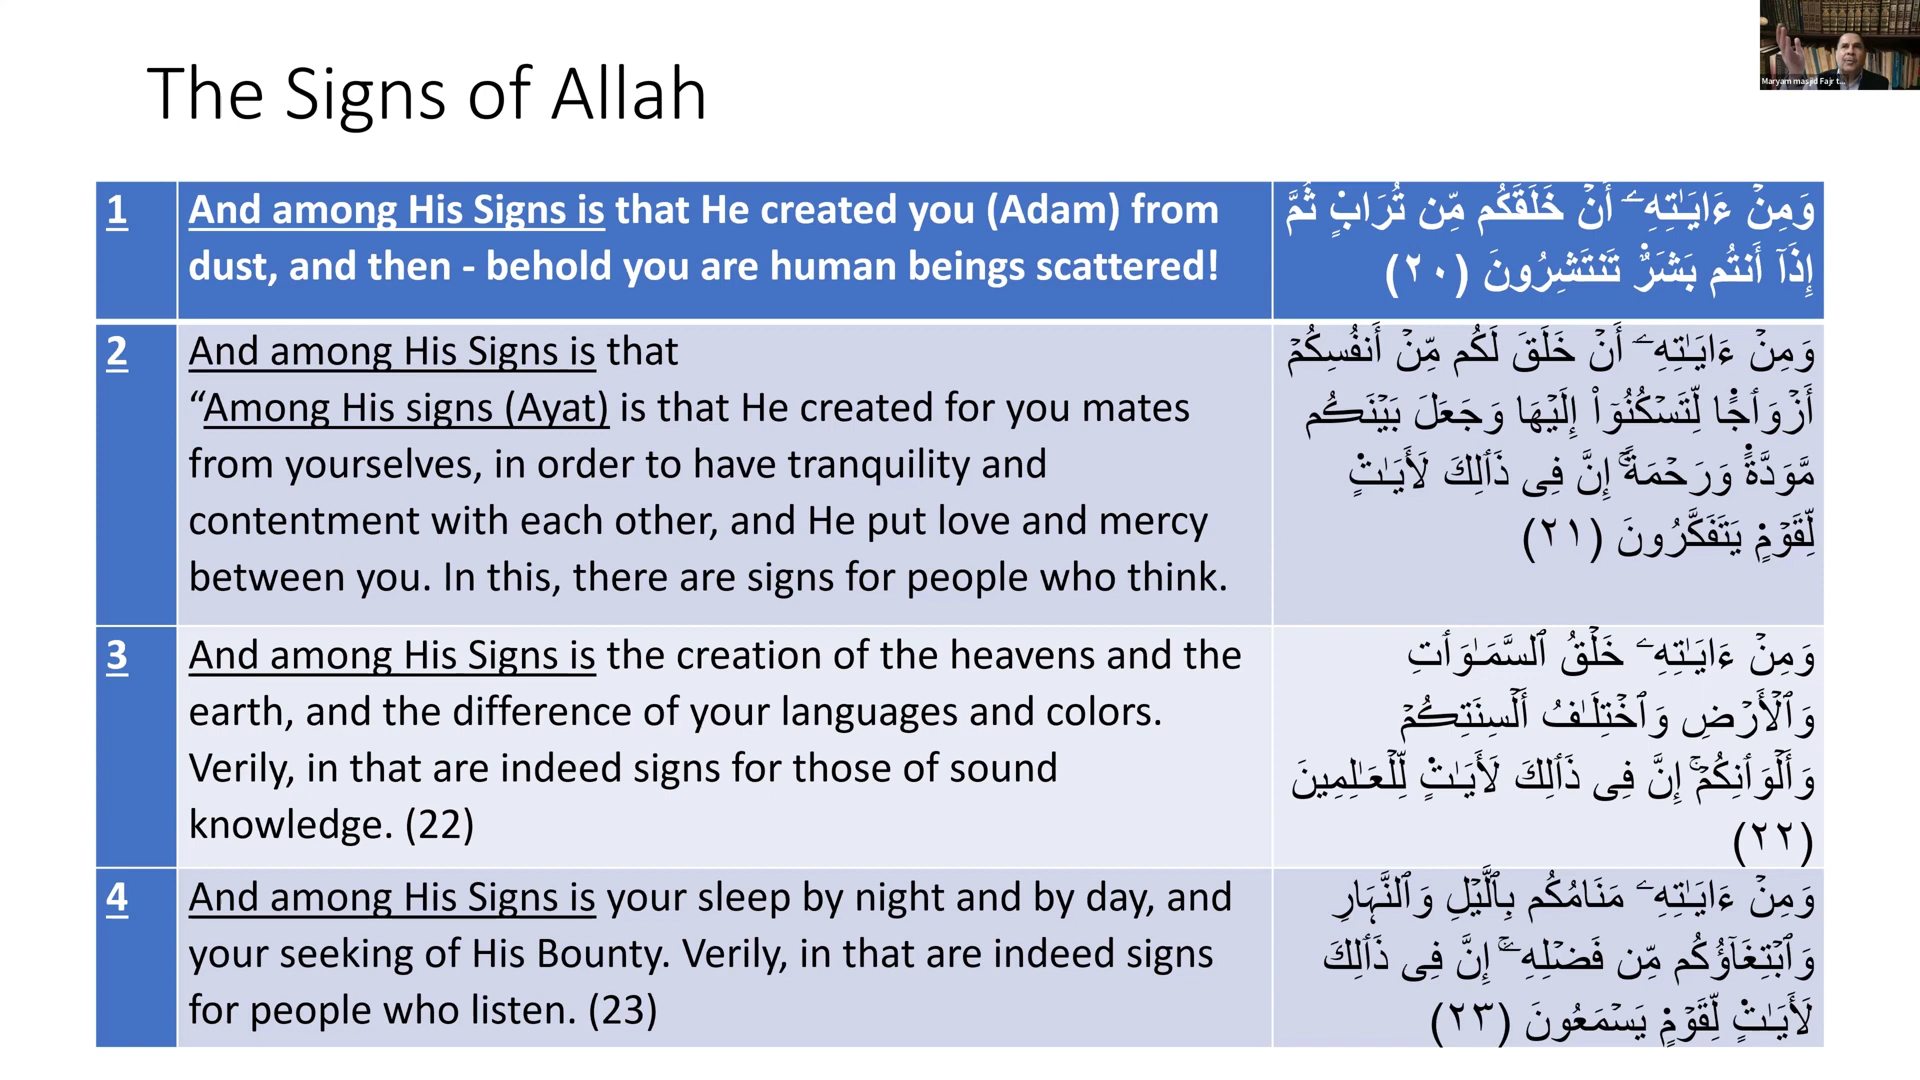 The Signs of Allah
Maryam masjid Fajr t...
1
And among His Signs is that He created you (Adam) from
dust, and then - behold you are human beings scattered!
وَمِنۡ ءَايَـٰتِهِۦۤ أَنۡ خَلَقَكُم مِّن تُرَابࣲ ثُمَّ
إِذَاۤ أَنتُم بَشَرࣱ تَنتَشِرُونَ (٢٠)
2
And among His Signs is that
“Among His signs (Ayat) is that He created for you mates
from yourselves, in order to have tranquility and
contentment with each other, and He put love and mercy
between you. In this, there are signs for people who think.
وَمِنۡ ءَايَـٰتِهِۦۤ أَنۡ خَلَقَ لَكُم مِّنۡ أَنفُسِكُمۡ
أَزۡوَ ٰ⁠جࣰا لِّتَسۡكُنُوۤا۟ إِلَیۡهَا وَجَعَلَ بَیۡنَكُم
مَّوَدَّةࣰ وَرَحۡمَةًۚ إِنَّ فِی ذَ ٰ⁠لِكَ لَـَٔایَـٰتࣲ
لِّقَوۡمࣲ یَتَفَكَّرُونَ (٢١)
3
And among His Signs is the creation of the heavens and the
earth, and the difference of your languages and colors.
Verily, in that are indeed signs for those of sound
knowledge. (22)
وَمِنۡ ءَايَـٰتِهِۦ خَلۡقُ ٱلسَّمَـٰوَ ٰ⁠تِ
وَٱلۡأَرۡضِ وَٱخۡتِلَـٰفُ أَلۡسِنَتِكُمۡ
وَأَلۡوَ ٰ⁠نِكُمۡۚ إِنَّ فِی ذَ ٰ⁠لِكَ لَـَٔایَـٰتࣲ لِّلۡعَـٰلِمِینَ
(٢٢)
4
And among His Signs is your sleep by night and by day, and
your seeking of His Bounty. Verily, in that are indeed signs
for people who listen. (23)
وَمِنۡ ءَايَـٰتِهِۦ مَنَامُكُم بِٱلَّیۡلِ وَٱلنَّهَارِ
وَٱبۡتِغَاۤؤُكُم مِّن فَضۡلِهِۦۤۚ إِنَّ فِی ذَ ٰ⁠لِكَ
لَـَٔایَـٰتࣲ لِّقَوۡمࣲ یَسۡمَعُونَ (٢٣)